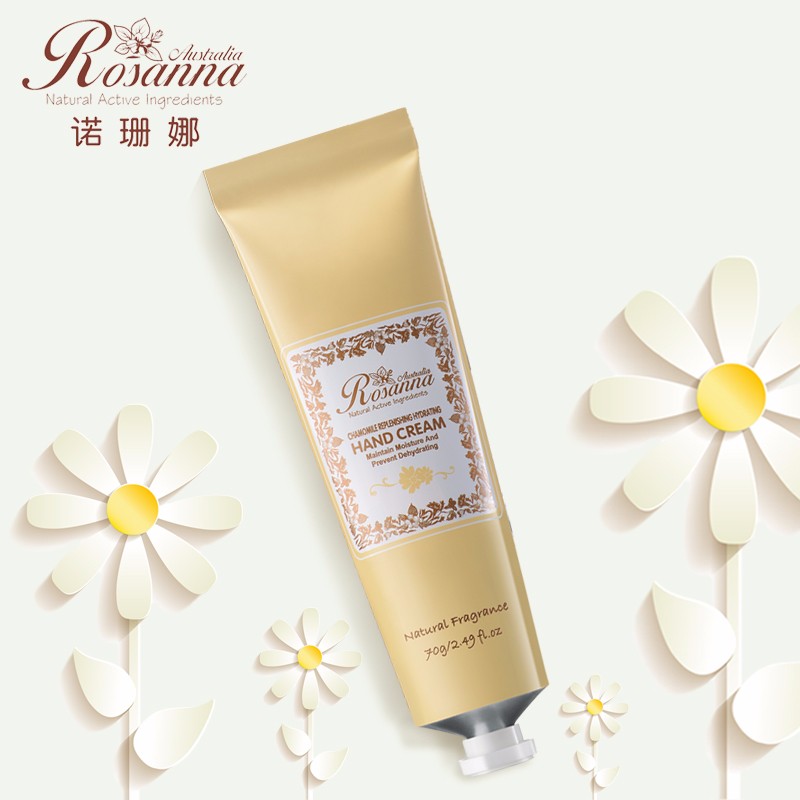 Australia
Rosanna
Natural Active Ingredients
诺珊娜
Australia
Rosanna
Natural Active Ingredients
CHAMOMILE REPLENISHING HYDRATING
HAND CREAM
Maintain Moisture And
Prevent Dehydrating
Natural Fragrance
70g/2.49 fl.oz